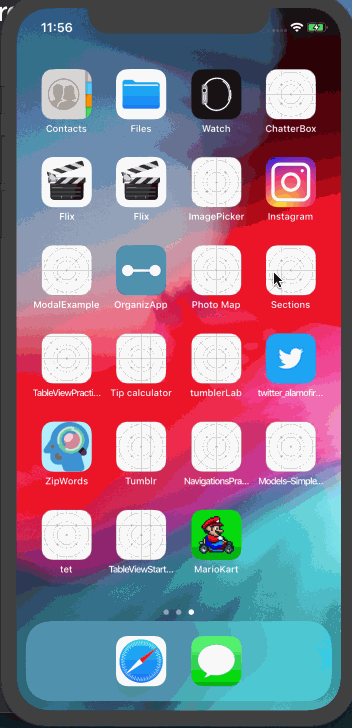 11:56
Contacts
Files
Watch
ChatterBox
Flix
Flix
ImagePicker
Instagram
ModalExample
OrganizApp
Photo Map
Sections
TableViewPracti...
Tip calculator
tumblerLab
twitter_alamofir...
ZipWords
Tumblr
NavigationsPra...
Models-Simple...
tet
TableViewStart...
MarioKart